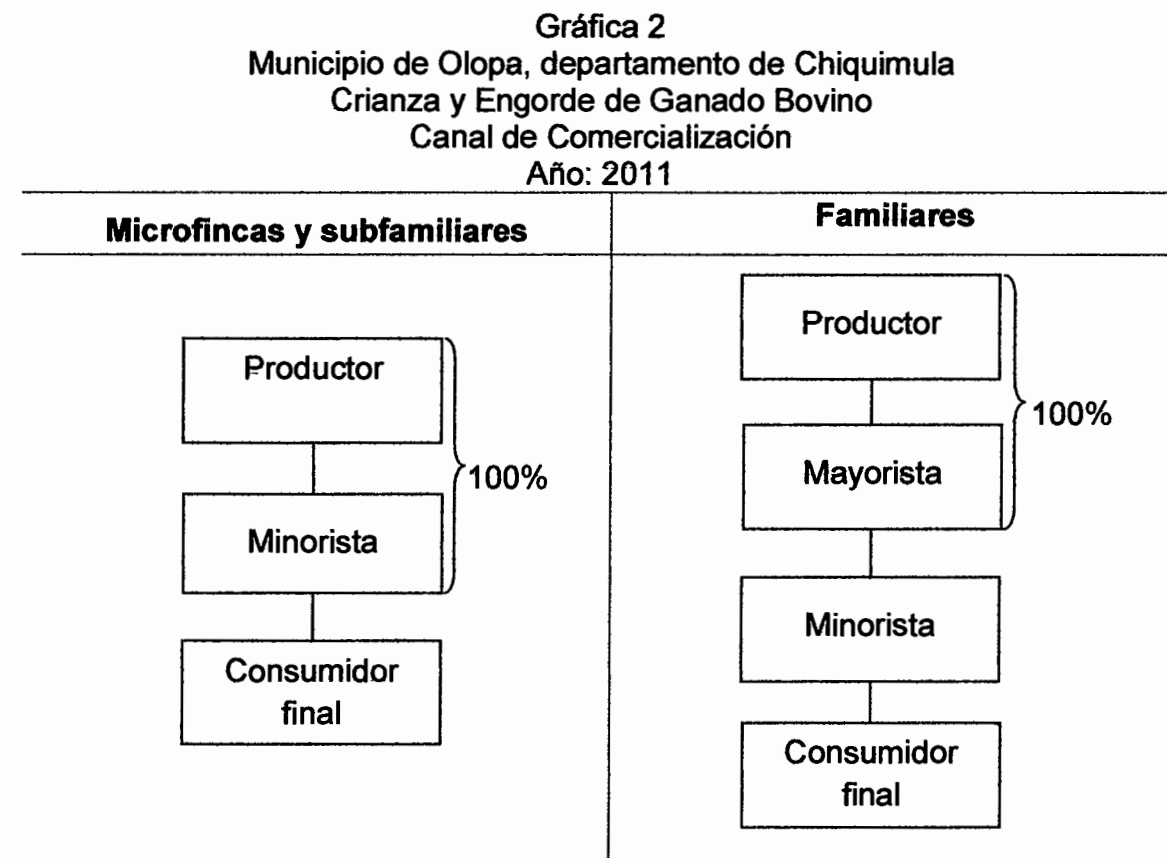 Gráfica 2
Municipio de Olopa, departamento de Chiquimula
Crianza y Engorde de Ganado Bovino
Canal de Comercialización
Año: 2011
Microfincas y subfamiliares
Productor
100%
Minorista
Consumidor
final
Familiares
Productor
100%
Mayorista
Minorista
Consumidor
final